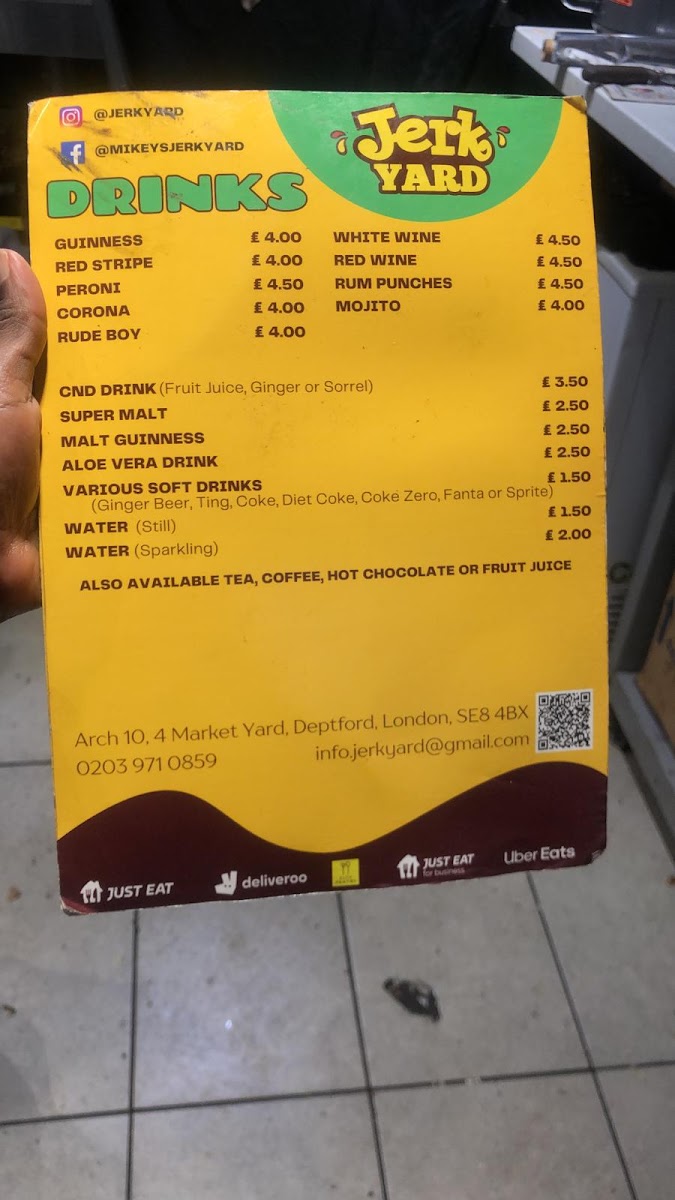 @JERKYARD
@MIKEYSJERKYARD
Jerk
YARD
DRINKS
GUINNESS £ 4.00
RED STRIPE £ 4.00
PERONI £ 4.50
CORONA £ 4.00
RUDE BOY £ 4.00
WHITE WINE £ 4.50
RED WINE £ 4.50
RUM PUNCHES £ 4.50
MOJITO £ 4.00
CND DRINK (Fruit Juice, Ginger or Sorrel) £ 3.50
SUPER MALT £ 2.50
MALT GUINNESS £ 2.50
ALOE VERA DRINK £ 2.50
VARIOUS SOFT DRINKS £ 1.50
(Ginger Beer, Ting, Coke, Diet Coke, Coke Zero, Fanta or Sprite)
WATER (Still) £ 1.50
WATER (Sparkling) £ 2.00
ALSO AVAILABLE TEA, COFFEE, HOT CHOCOLATE OR FRUIT JUICE
Arch 10, 4 Market Yard, Deptford, London, SE8 4BX
0203 971 0859 info.jerkyard@gmail.com
JUST EAT
deliveroo
JUST EAT
for business
Uber Eats